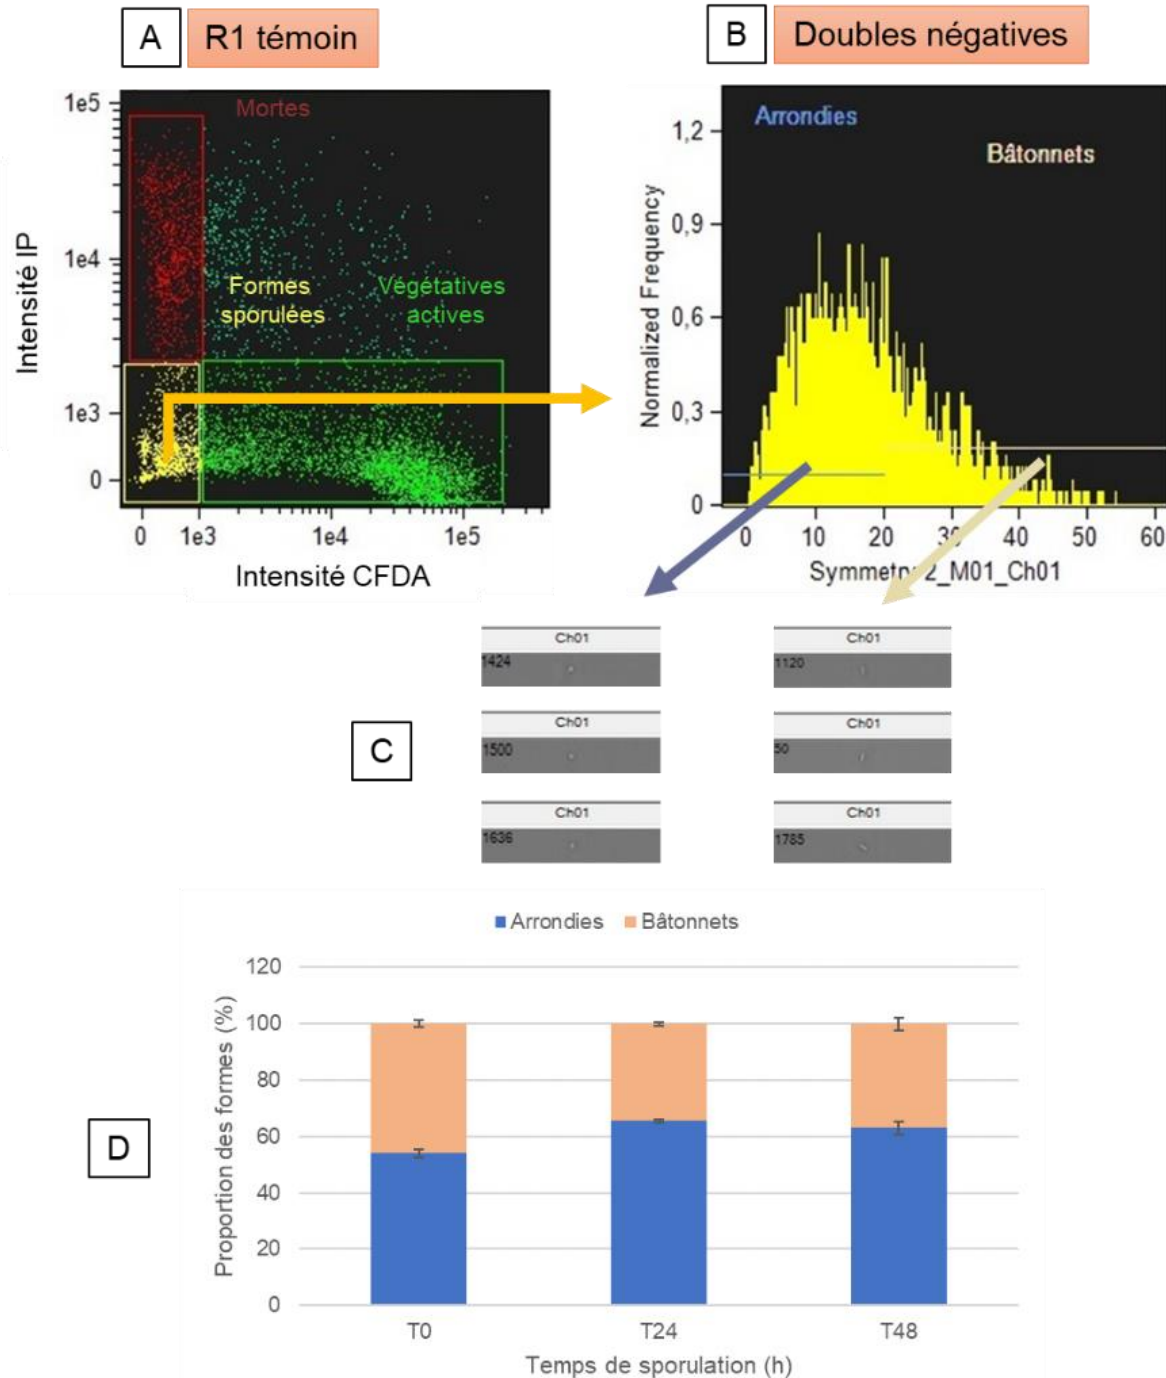 A
R1 témoin
B
Doubles négatives
1e5
1e4
1e3
0
Intensité IP
Mortes
Formes
sporulées
Végétatives
actives
0
1e3
1e4
1e5
Intensité CFDA
1,2
0,9
0,6
0,3
0
Normalized Frequency
Arrondies
Bâtonnets
0
10
20
30
40
50
60
2_M01_Ch01
C
Ch01
1424
Ch01
1500
Ch01
1636
Ch01
1120
Ch01
50
Ch01
1785
D
Arrondies
Bâtonnets
Proportion des formes (%)
120
100
80
60
40
20
0
T0
T24
T48
Temps de sporulation (h)